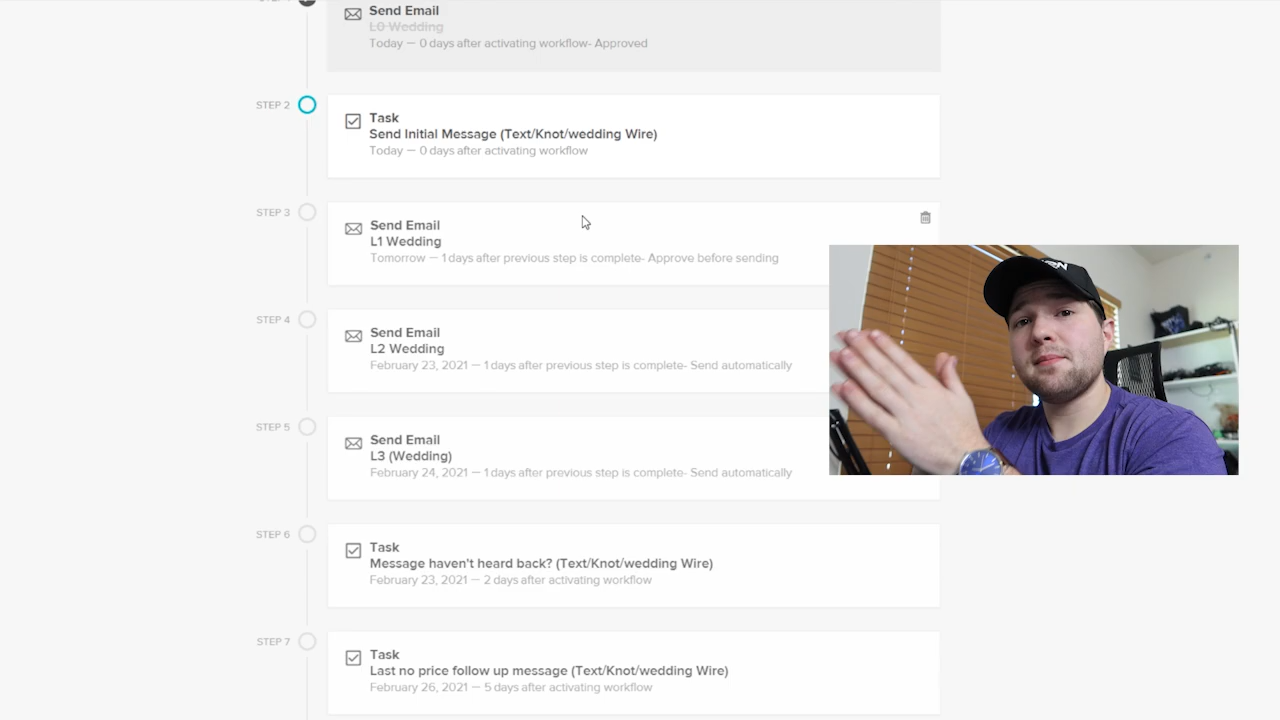 Send Email
L0 Wedding
Today — 0 days after activating workflow- Approved
STEP 2
Task
Send Initial Message (Text/Knot/wedding Wire)
Today — 0 days after activating workflow
STEP 3
Send Email
L1 Wedding
Tomorrow — 1 days after previous step is complete- Approve before sending
STEP 4
Send Email
L2 Wedding
February 23, 2021 — 1 days after previous step is complete- Send automatically
STEP 5
Send Email
L3 (Wedding)
February 24, 2021 — 1 days after previous step is complete- Send automatically
STEP 6
Task
Message haven't heard back? (Text/Knot/wedding Wire)
February 23, 2021 — 2 days after activating workflow
STEP 7
Task
Last no price follow up message (Text/Knot/wedding Wire)
February 26, 2021 — 5 days after activating workflow